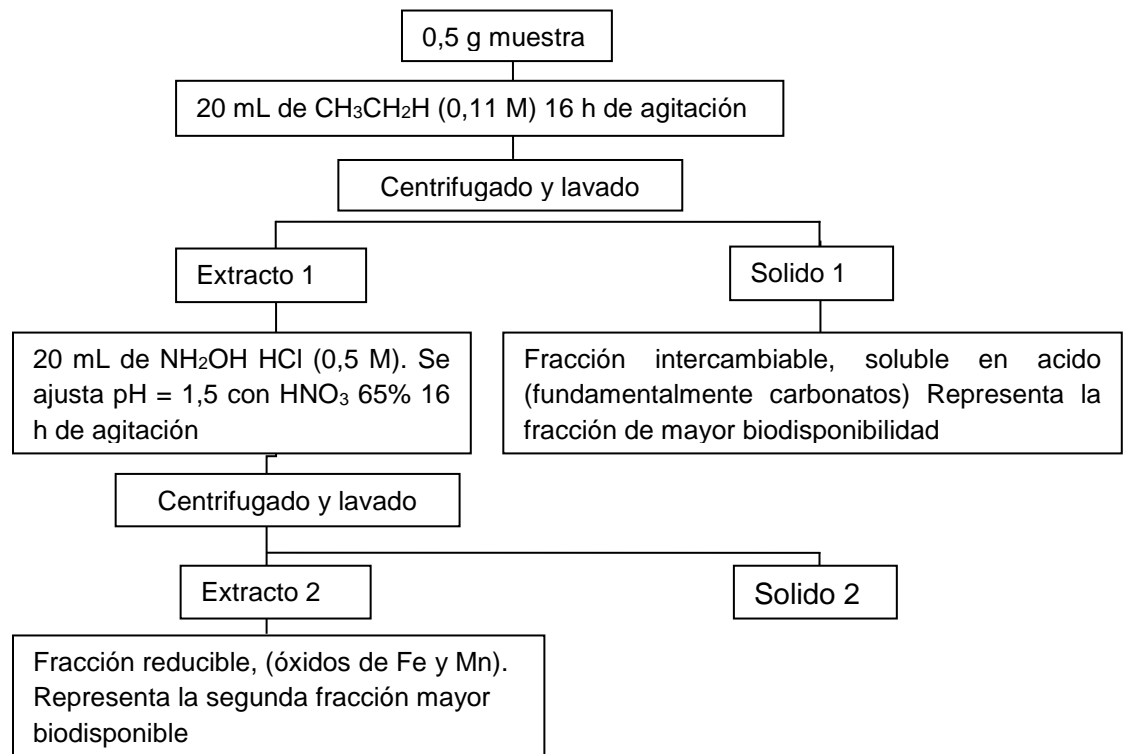 0,5 g muestra
20 mL de CH₃CH₂H (0,11 M) 16 h de agitación
Centrifugado y lavado
Extracto 1
Solido 1
20 mL de NH₂OH HCl (0,5 M). Se
ajusta pH = 1,5 con HNO₃ 65% 16
h de agitación
Fracción intercambiable, soluble en acido
(fundamentalmente carbonatos) Representa la
fracción de mayor biodisponibilidad
Centrifugado y lavado
Extracto 2
Solido 2
Fracción reducible, (óxidos de Fe y Mn).
Representa la segunda fracción mayor
biodisponible